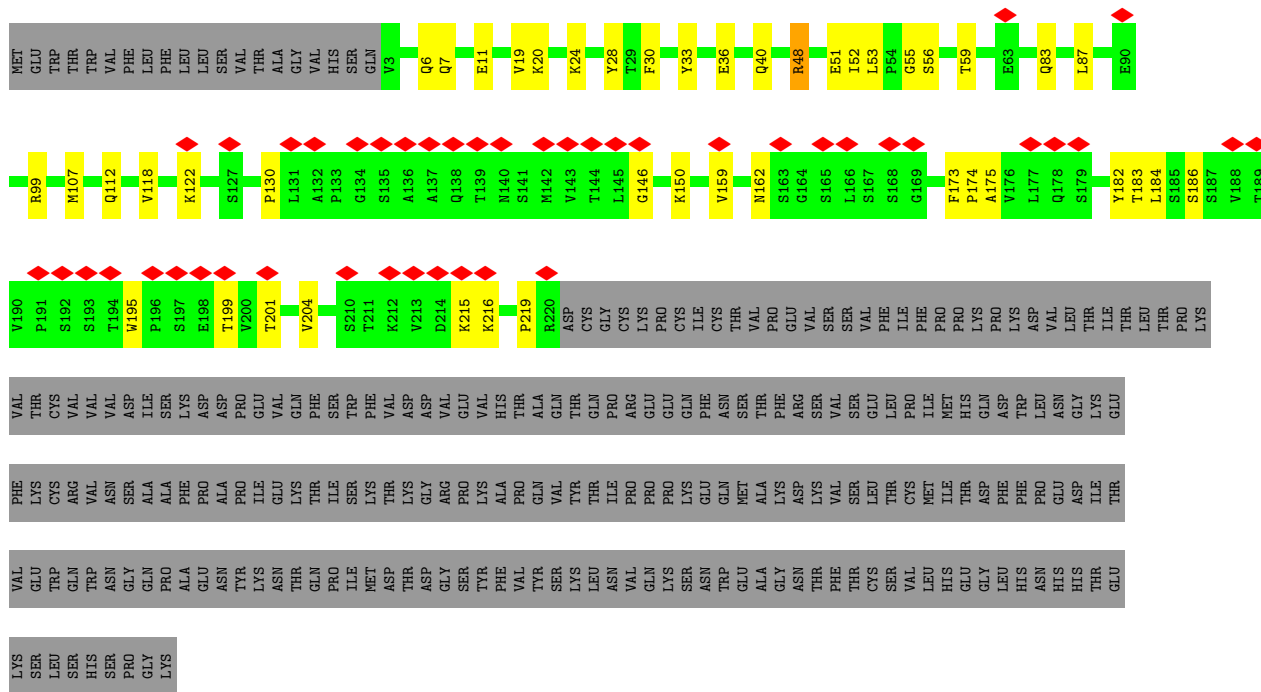 MET GLU TRP THR TRP VAL PHE LEU PHE LEU LEU SER VAL THR ALA GLY VAL HIS SER GLN V3 Q6 Q7 E11 V19 K20 K24 Y28 T29 F30 Y33 E36 Q40 R48 E51 I52 L53 P54 G55 S56 T59 E63 Q83 L87 E90
R99 M107 Q112 V118 K122 S127 P130 L131 A132 P133 G134 S135 A136 A137 Q138 T139 N140 S141 M142 V143 T144 L145 G146 K150 V159 N162 S163 G164 S165 L166 S167 S168 G169 F173 P174 A175 V176 L177 Q178 S179 Y182 T183 L184 S185 S186 S187 V188 T189
V190 P191 S192 S193 T194 W195 P196 S197 E198 T199 V200 T201 V204 S210 T211 K212 V213 D214 K215 K216 P219 R220 ASP CYS GLY CYS LYS PRO CYS ILE CYS THR VAL PRO GLU VAL SER SER VAL PHE ILE PHE PRO PRO LYS PRO LYS ASP VAL LEU THR ILE THR LEU THR PRO LYS
VAL THR CYS VAL VAL VAL ASP ILE SER LYS ASP ASP PRO GLU VAL GLN PHE SER TRP PHE VAL ASP ASP VAL GLU VAL HIS THR ALA GLN THR GLN PRO ARG GLU GLU GLN PHE ASN SER THR PHE ARG SER VAL SER GLU LEU PRO ILE MET HIS GLN ASP TRP LEU ASN GLY LYS GLU
PHE LYS CYS ARG VAL ASN SER ALA ALA PHE PRO ALA PRO ILE GLU LYS THR ILE SER LYS THR LYS GLY ARG PRO LYS ALA PRO GLN VAL TYR THR ILE PRO PRO PRO LYS GLU GLN MET ALA LYS ASP LYS VAL SER LEU THR CYS MET ILE THR ASP PHE PHE PRO GLU ASP ILE THR
VAL GLU TRP GLN TRP ASN GLY GLN PRO ALA GLU ASN TYR LYS ASN THR GLN PRO ILE MET ASP THR ASP GLY SER TYR PHE VAL TYR SER LYS LEU ASN VAL GLN LYS SER ASN TRP GLU ALA GLY ASN THR PHE THR CYS SER VAL LEU HIS GLU GLY LEU HIS ASN HIS HIS THR GLU
LYS SER LEU SER HIS SER PRO GLY LYS